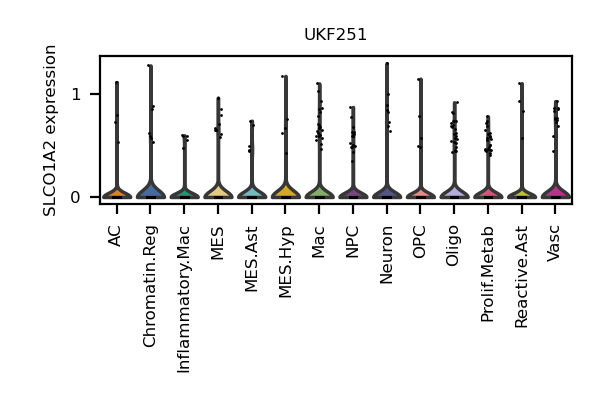 UKF251
SLCO1A2 expression
1
0
AC
Chromatin.Reg
Inflammatory.Mac
MES
MES.Ast
MES.Hyp
Mac
NPC
Neuron
OPC
Oligo
Prolif.Metab
Reactive.Ast
Vasc